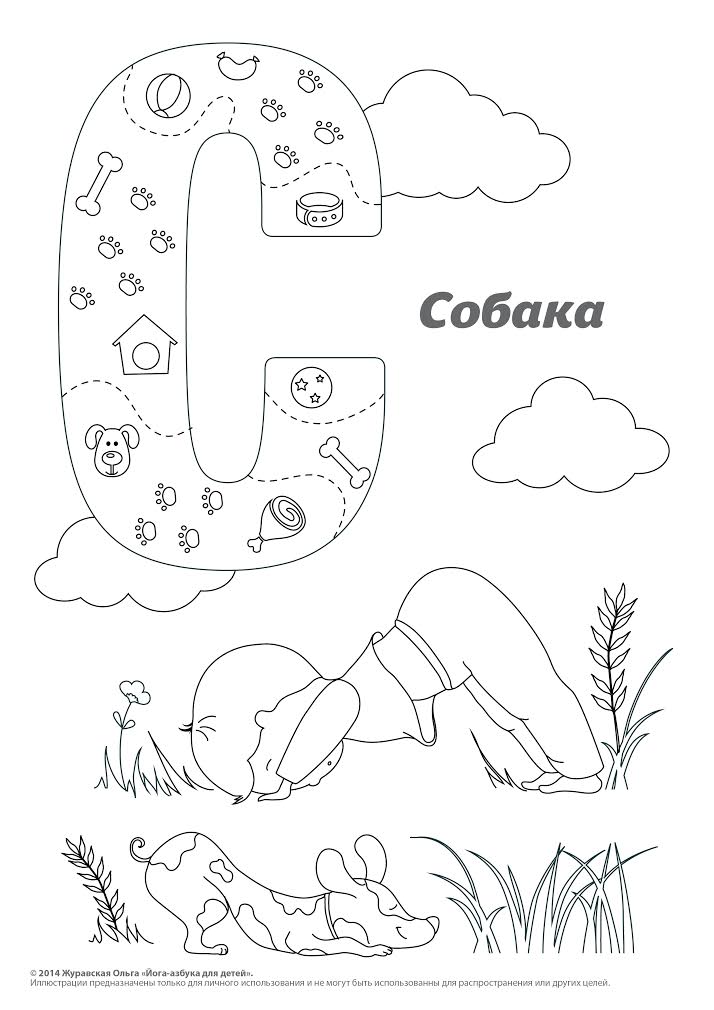 С
Собака
© 2014 Журавская Ольга «Йога-азбука для детей».
Иллюстрации предназначены только для личного использования и не могут быть использованны для распространения или других целей.